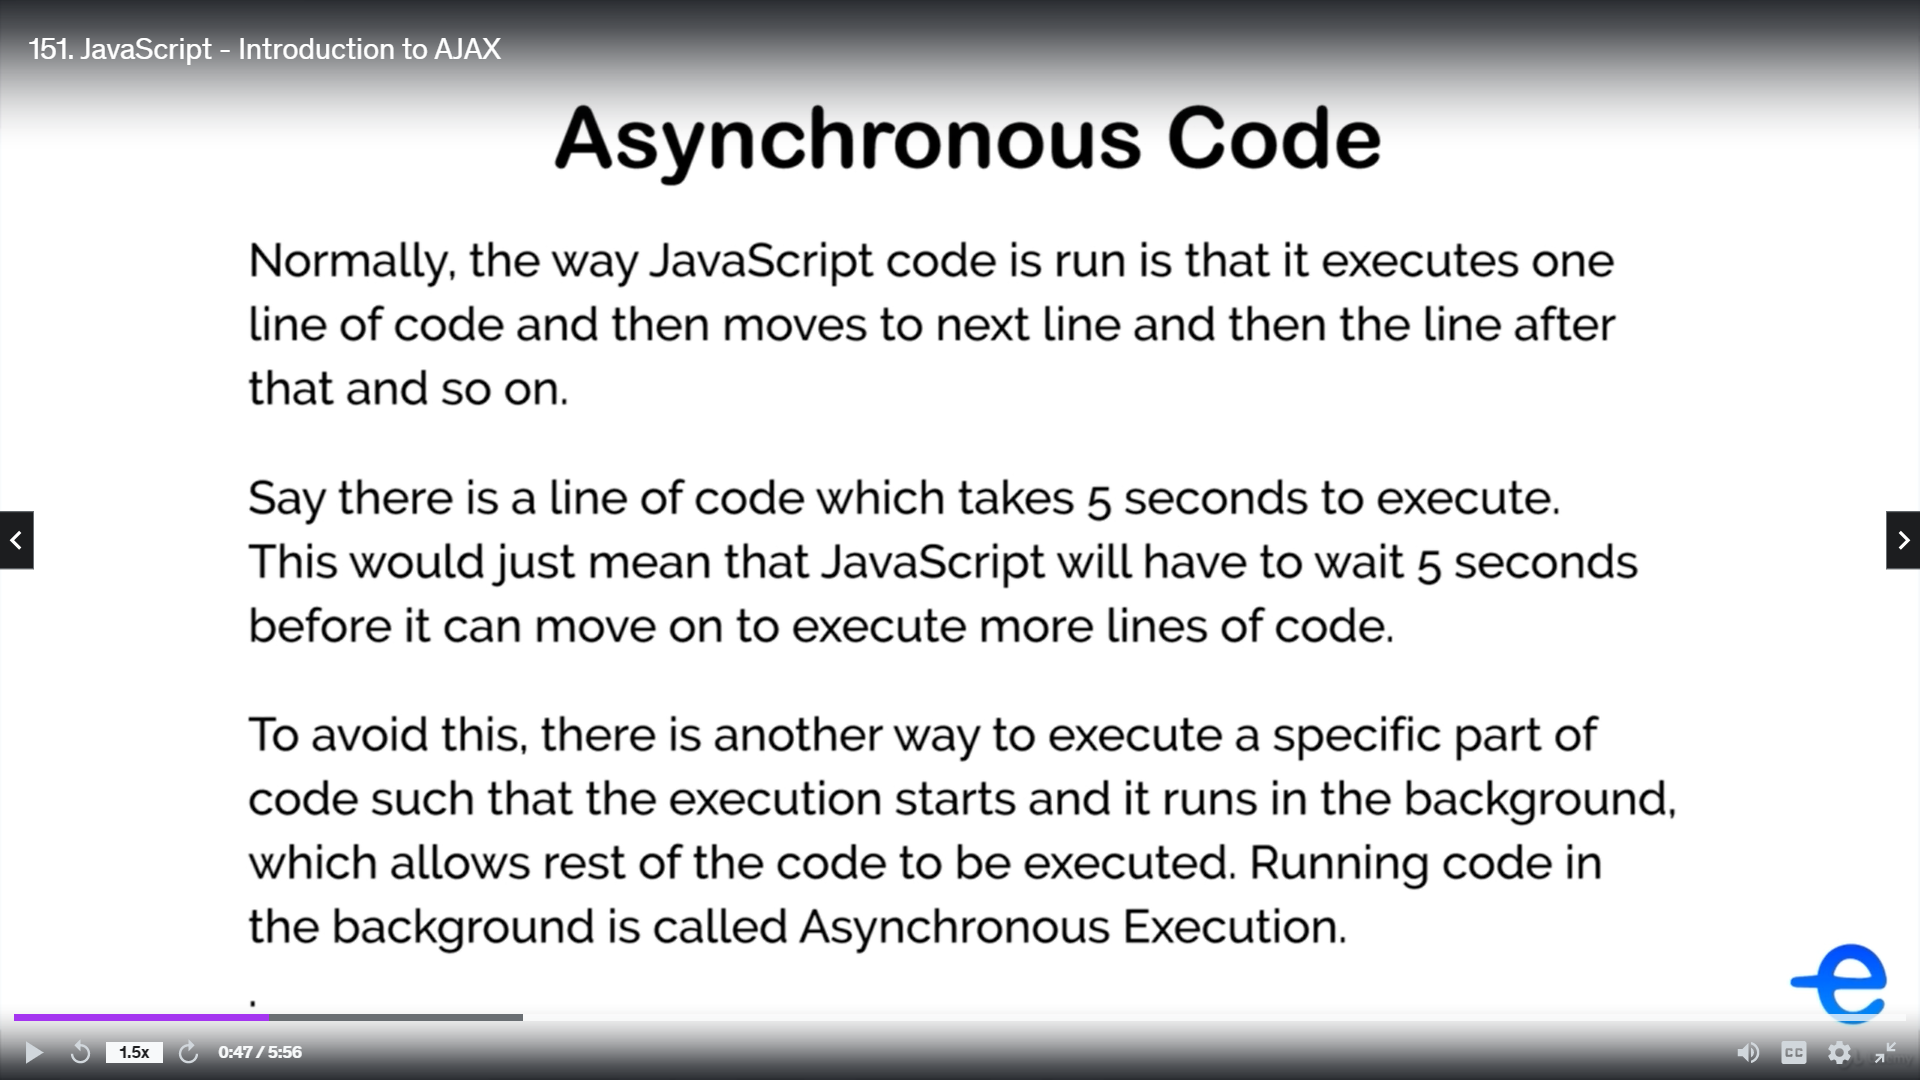 151. JavaScript - Introduction to AJAX
Asynchronous Code
Normally, the way JavaScript code is run is that it executes one
line of code and then moves to next line and then the line after
that and so on.
Say there is a line of code which takes 5 seconds to execute.
This would just mean that JavaScript will have to wait 5 seconds
before it can move on to execute more lines of code.
To avoid this, there is another way to execute a specific part of
code such that the execution starts and it runs in the background,
which allows rest of the code to be executed. Running code in
the background is called Asynchronous Execution.
.
e
1.5x
0:47 / 5:56
CC